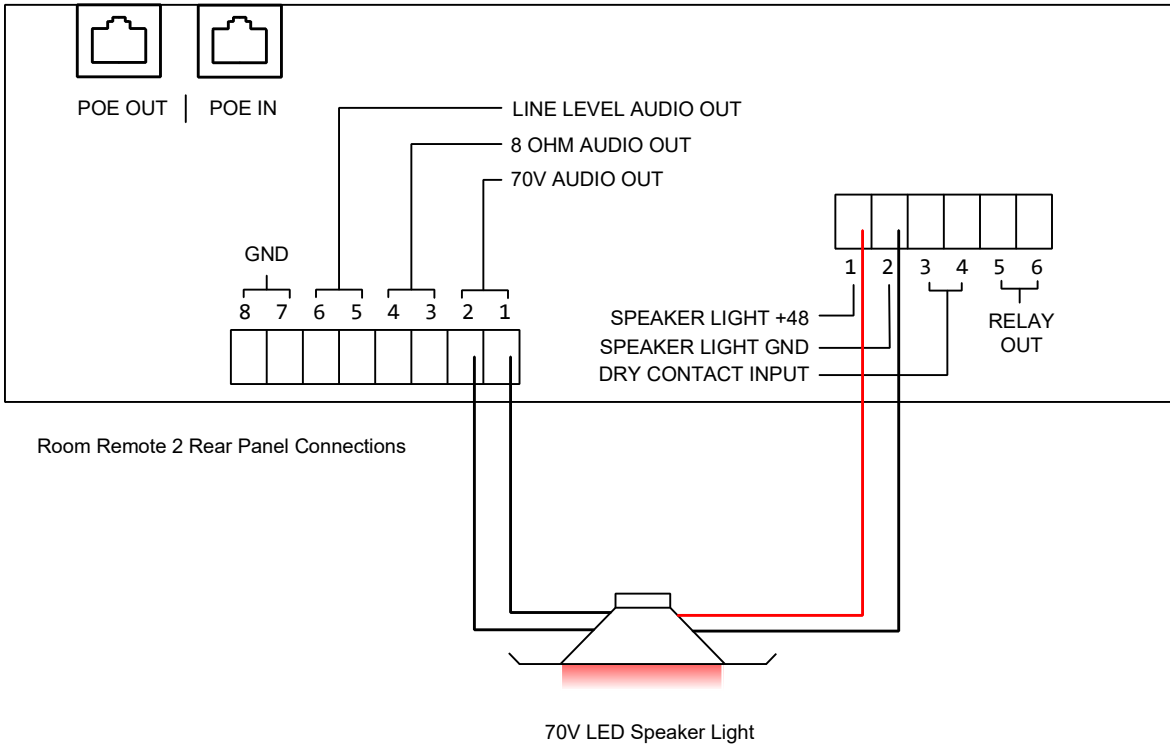 POE OUT | POE IN
LINE LEVEL AUDIO OUT
8 OHM AUDIO OUT
70V AUDIO OUT
GND
8 7 6 5 4 3 2 1
1 2 3 4 5 6
SPEAKER LIGHT +48
SPEAKER LIGHT GND
DRY CONTACT INPUT
RELAY
OUT
Room Remote 2 Rear Panel Connections
70V LED Speaker Light